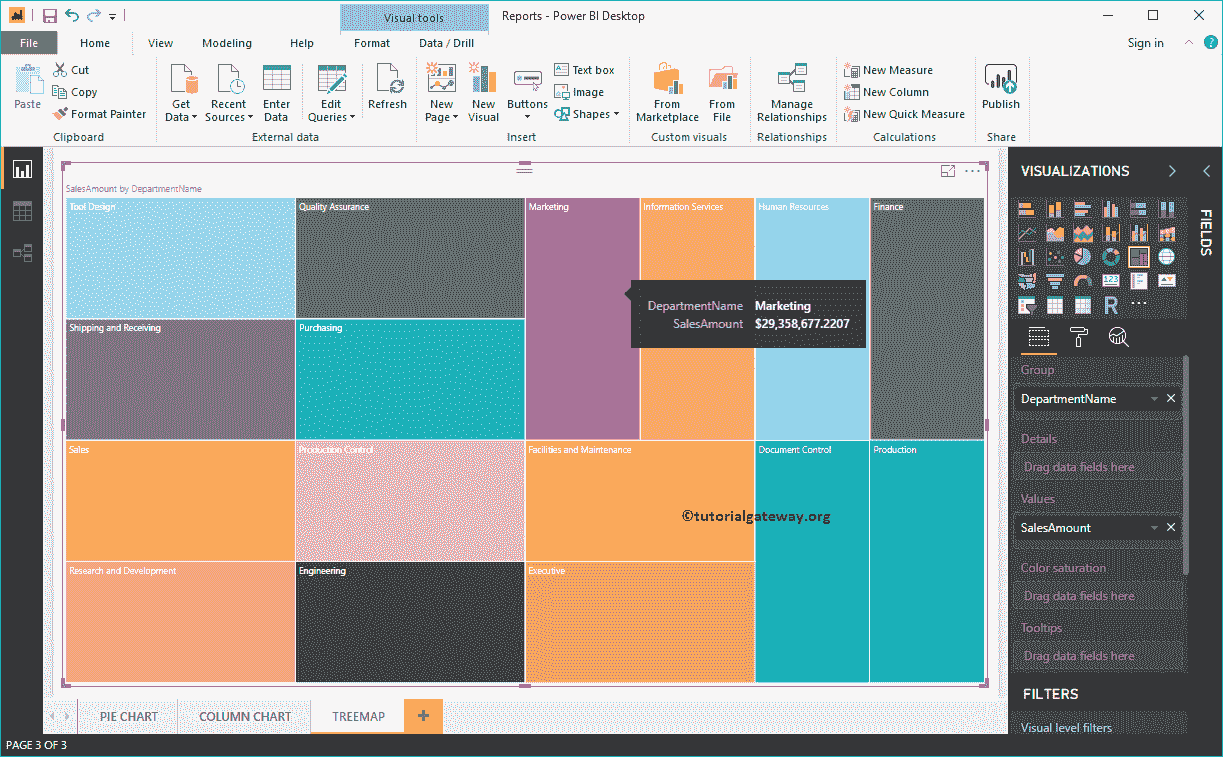 Visual tools
Reports - Power BI Desktop
File Home View Modeling Help Format Data / Drill Sign in ?
Paste
Cut
Copy
Format Painter
Get Data
Recent Sources
Enter Data
Edit Queries
Refresh
New Page
New Visual
Buttons
Text box
Image
Shapes
From Marketplace
From File
Manage Relationships
New Measure
New Column
New Quick Measure
Publish
Clipboard External data Insert Custom visuals Relationships Calculations Share
SalesAmount by DepartmentName
Tool Design
Quality Assurance
Marketing
Information Services
Human Resources
Finance
DepartmentName Marketing
SalesAmount $29,358,677.2207
Shipping and Receiving
Purchasing
Sales
Production Control
Facilities and Maintenance
Document Control
Production
©tutorialgateway.org
Research and Development
Engineering
Executive
VISUALIZATIONS
FIELDS
123
R
Group
DepartmentName
Details
Drag data fields here
Values
SalesAmount
Color saturation
Drag data fields here
Tooltips
Drag data fields here
FILTERS
Visual level filters
PIE CHART COLUMN CHART TREEMAP +
PAGE 3 OF 3